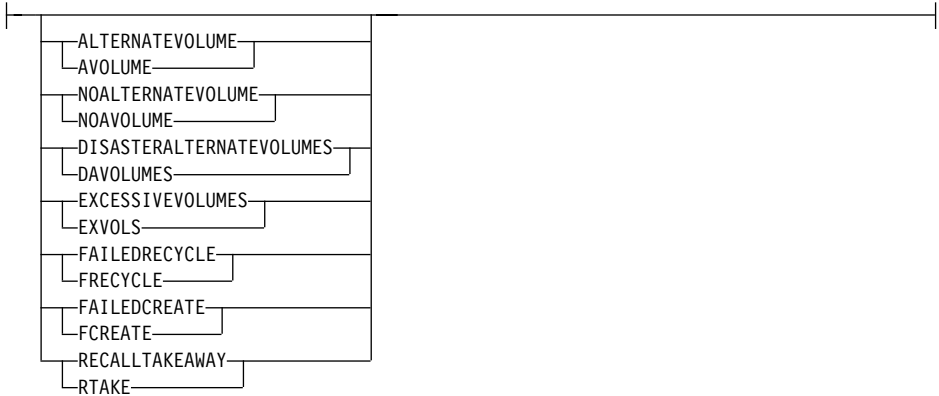 ALTERNATEVOLUME
AVOLUME
NOALTERNATEVOLUME
NOAVOLUME
DISASTERALTERNATEVOLUMES
DAVOLUMES
EXCESSIVEVOLUMES
EXVOLS
FAILEDRECYCLE
FRECYCLE
FAILEDCREATE
FCREATE
RECALLTAKEAWAY
RTAKE